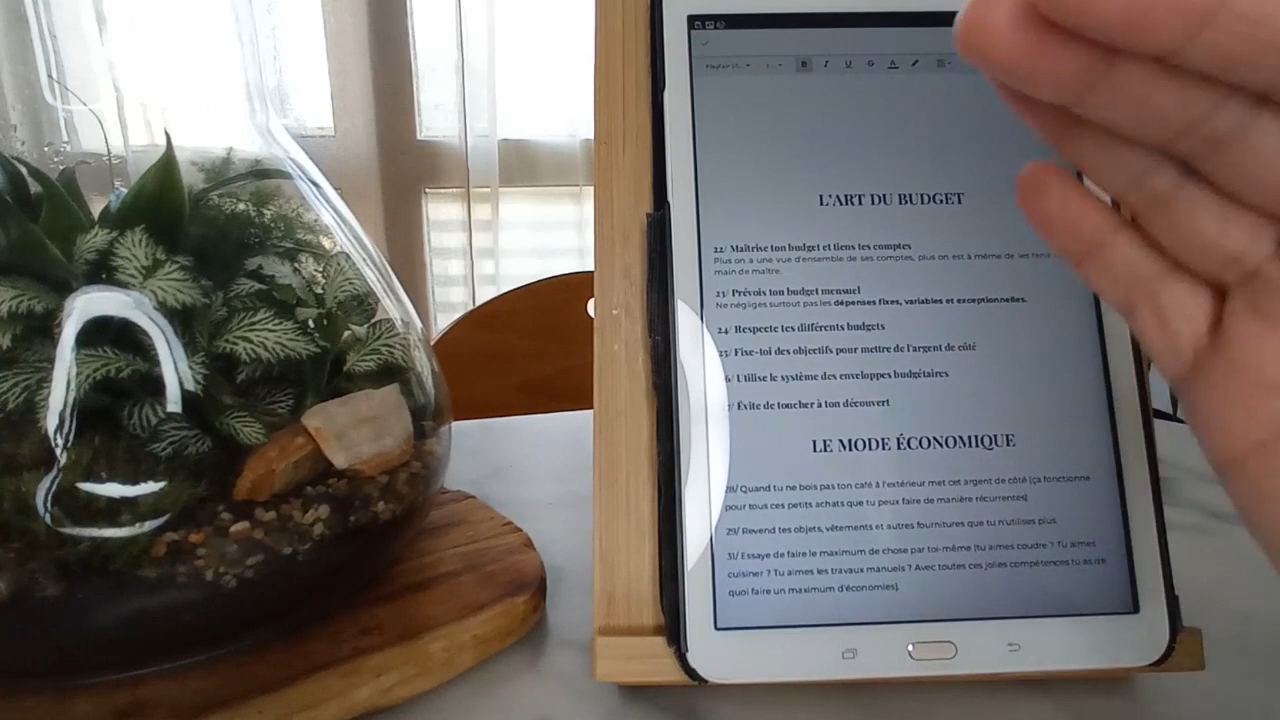 L'ART DU BUDGET
22/ Maîtrise ton budget et tiens tes comptes
Plus on a une vue d'ensemble de ses comptes, plus on est à même de les tenir
main de maître.
23/ Prévois ton budget mensuel
Ne négliges surtout pas les dépenses fixes, variables et exceptionnelles.
24/ Respecte tes différents budgets
25/ Fixe-toi des objectifs pour mettre de l'argent de côté
6/ Utilise le système des enveloppes budgétaires
7/ Évite de toucher à ton découvert
LE MODE ÉCONOMIQUE
28/ Quand tu ne bois pas ton café à l'extérieur met cet argent de côté (ça fonctionne
pour tous ces petits achats que tu peux faire de manière récurrentes).
29/ Revend tes objets, vêtements et autres fournitures que tu n'utilises plus
31/ Essaye de faire le maximum de chose par toi-même (tu aimes coudre ? Tu aimes
cuisiner ? Tu aimes les travaux manuels ? Avec toutes ces jolies compétences tu as de
quoi faire un maximum d'économies).